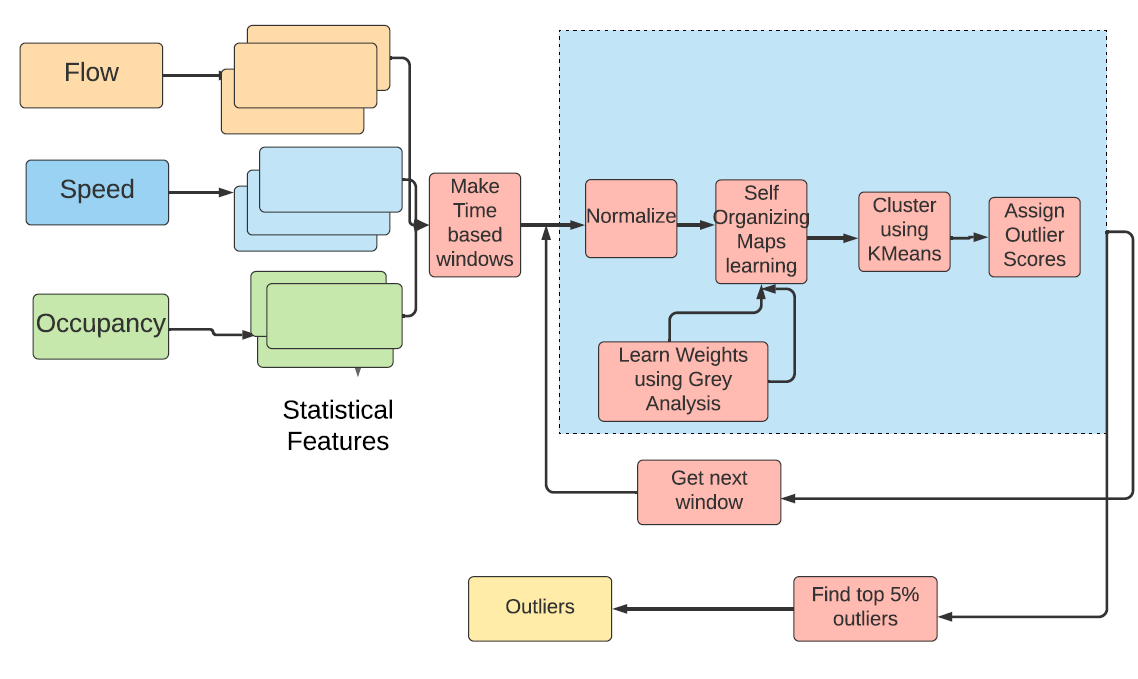 Flow
Speed
Occupancy
Statistical
Features
Make
Time
based
windows
Normalize
Self
Organizing
Maps
learning
Cluster
using
KMeans
Assign
Outlier
Scores
Learn Weights
using Grey
Analysis
Get next
window
Find top 5%
outliers
Outliers